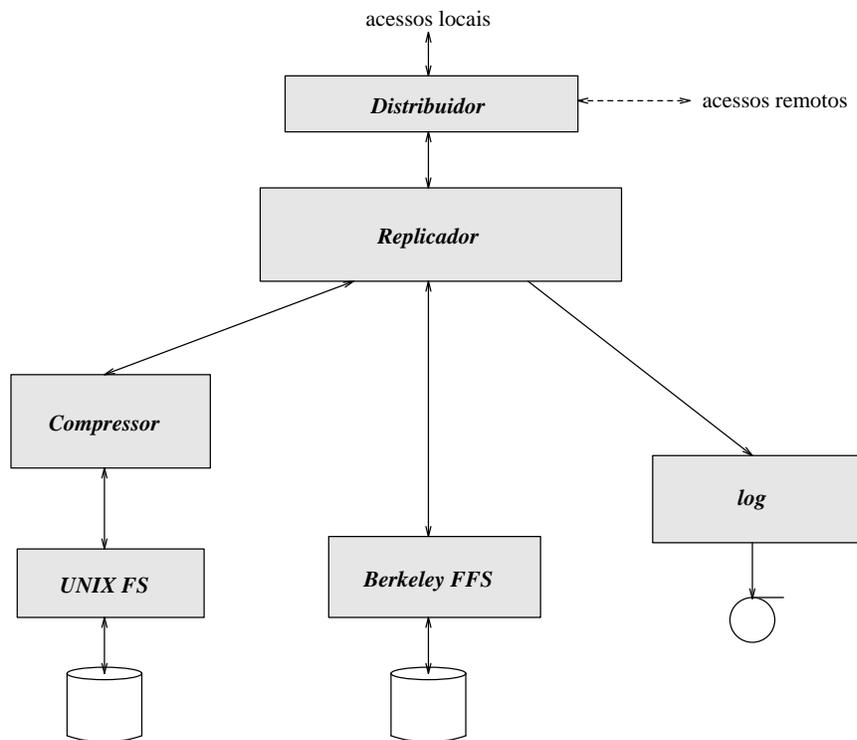 acessos locais
Distribuidor
acessos remotos
Replicador
Compressor
log
UNIX FS
Berkeley FFS